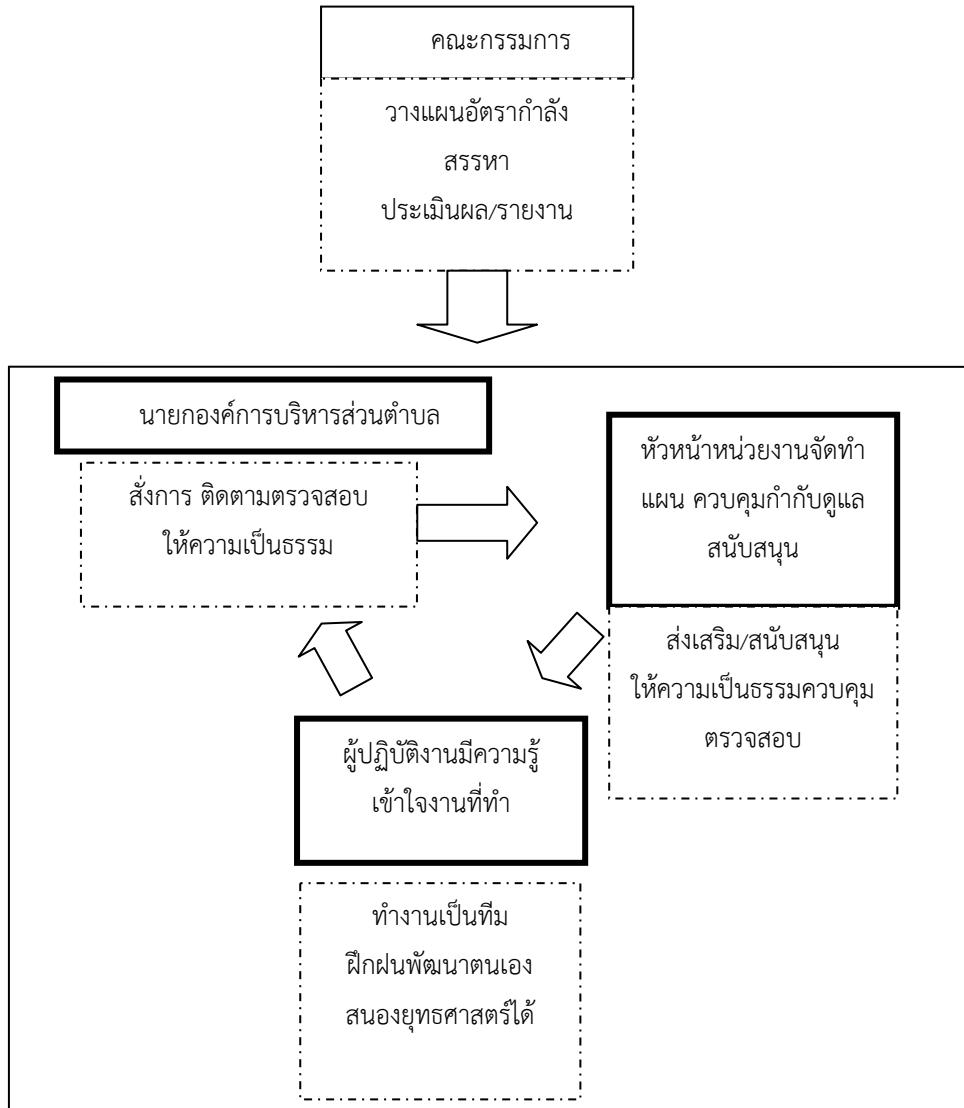 คณะกรรมการ
วางแผนอัตรากำลัง
สรรหา
ประเมินผล/รายงาน
นายกองค์การบริหารส่วนตำบล
สั่งการ ติดตามตรวจสอบ
ให้ความเป็นธรรม
หัวหน้าหน่วยงานจัดทำ
แผน ควบคุมกำกับดูแล
สนับสนุน
ส่งเสริม/สนับสนุน
ให้ความเป็นธรรมควบคุม
ตรวจสอบ
ผู้ปฏิบัติงานมีความรู้
เข้าใจงานที่ทำ
ทำงานเป็นทีม
ฝึกฝนพัฒนาตนเอง
สนองยุทธศาสตร์ได้